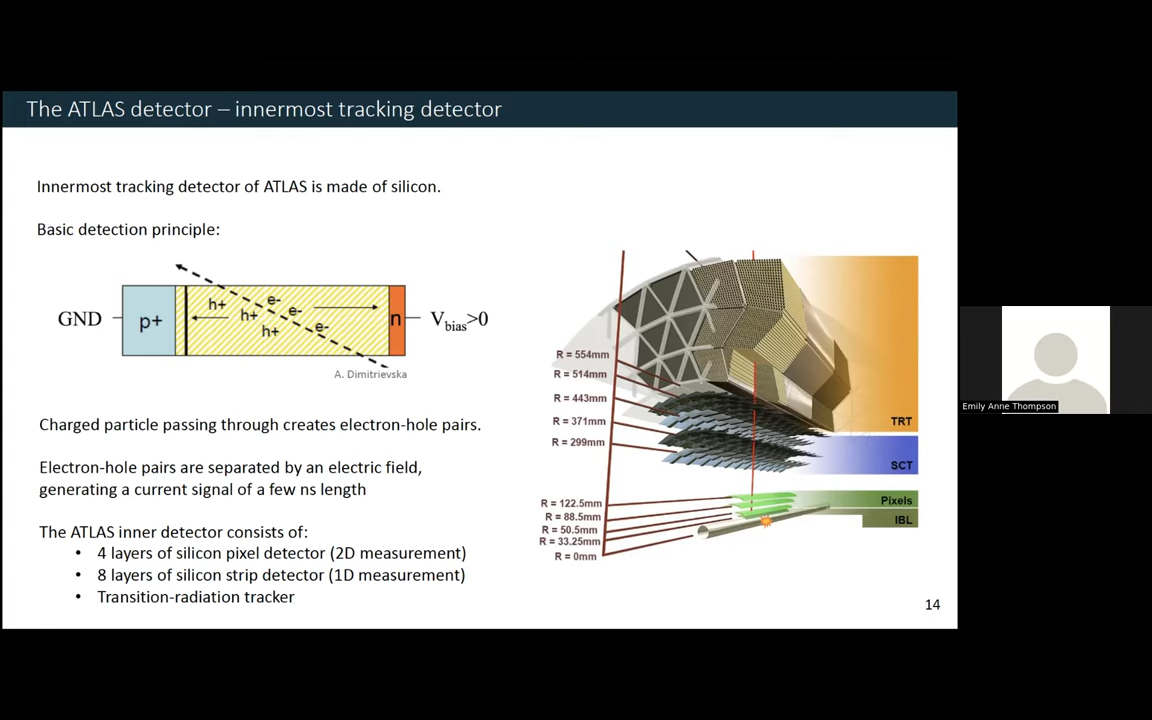 The ATLAS detector – innermost tracking detector
Innermost tracking detector of ATLAS is made of silicon.
Basic detection principle:
GND
p+
h+
h+
h+
e-
e-
e-
n
Vbias>0
A. Dimitrievska
Charged particle passing through creates electron-hole pairs.
Electron-hole pairs are separated by an electric field,
generating a current signal of a few ns length
The ATLAS inner detector consists of:
• 4 layers of silicon pixel detector (2D measurement)
• 8 layers of silicon strip detector (1D measurement)
• Transition-radiation tracker
R = 554mm
R = 514mm
R = 443mm
R = 371mm
R = 299mm
R = 122.5mm
R = 88.5mm
R = 50.5mm
R = 33.25mm
R = 0mm
TRT
SCT
Pixels
IBL
14
Emily Anne Thompson